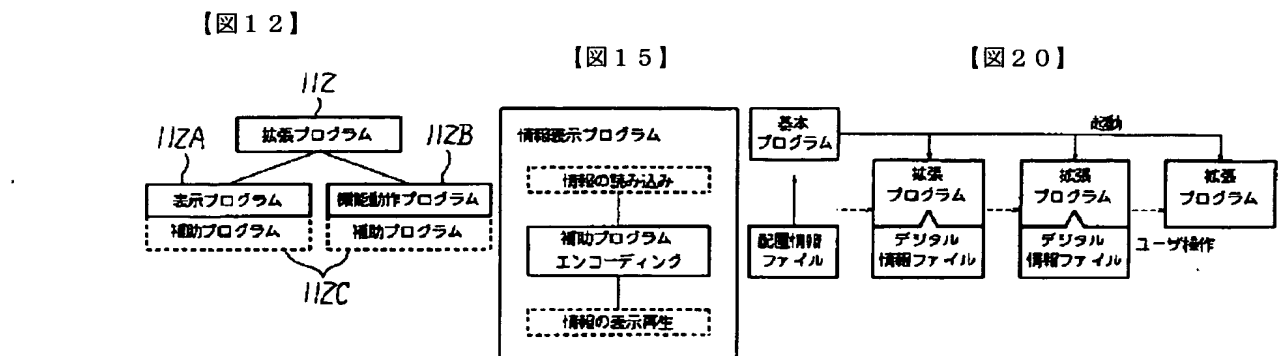 【図12】
112
拡張プログラム
112A
112B
表示プログラム
機能動作プログラム
補助プログラム
補助プログラム
112C
【図15】
情報表示プログラム
情報の読み込み
補助プログラム
エンコーディング
情報の表示再生
【図20】
基本
プログラム
起動
拡張
プログラム
拡張
プログラム
拡張
プログラム
配置情報
ファイル
デジタル
情報ファイル
デジタル
情報ファイル
ユーザ操作